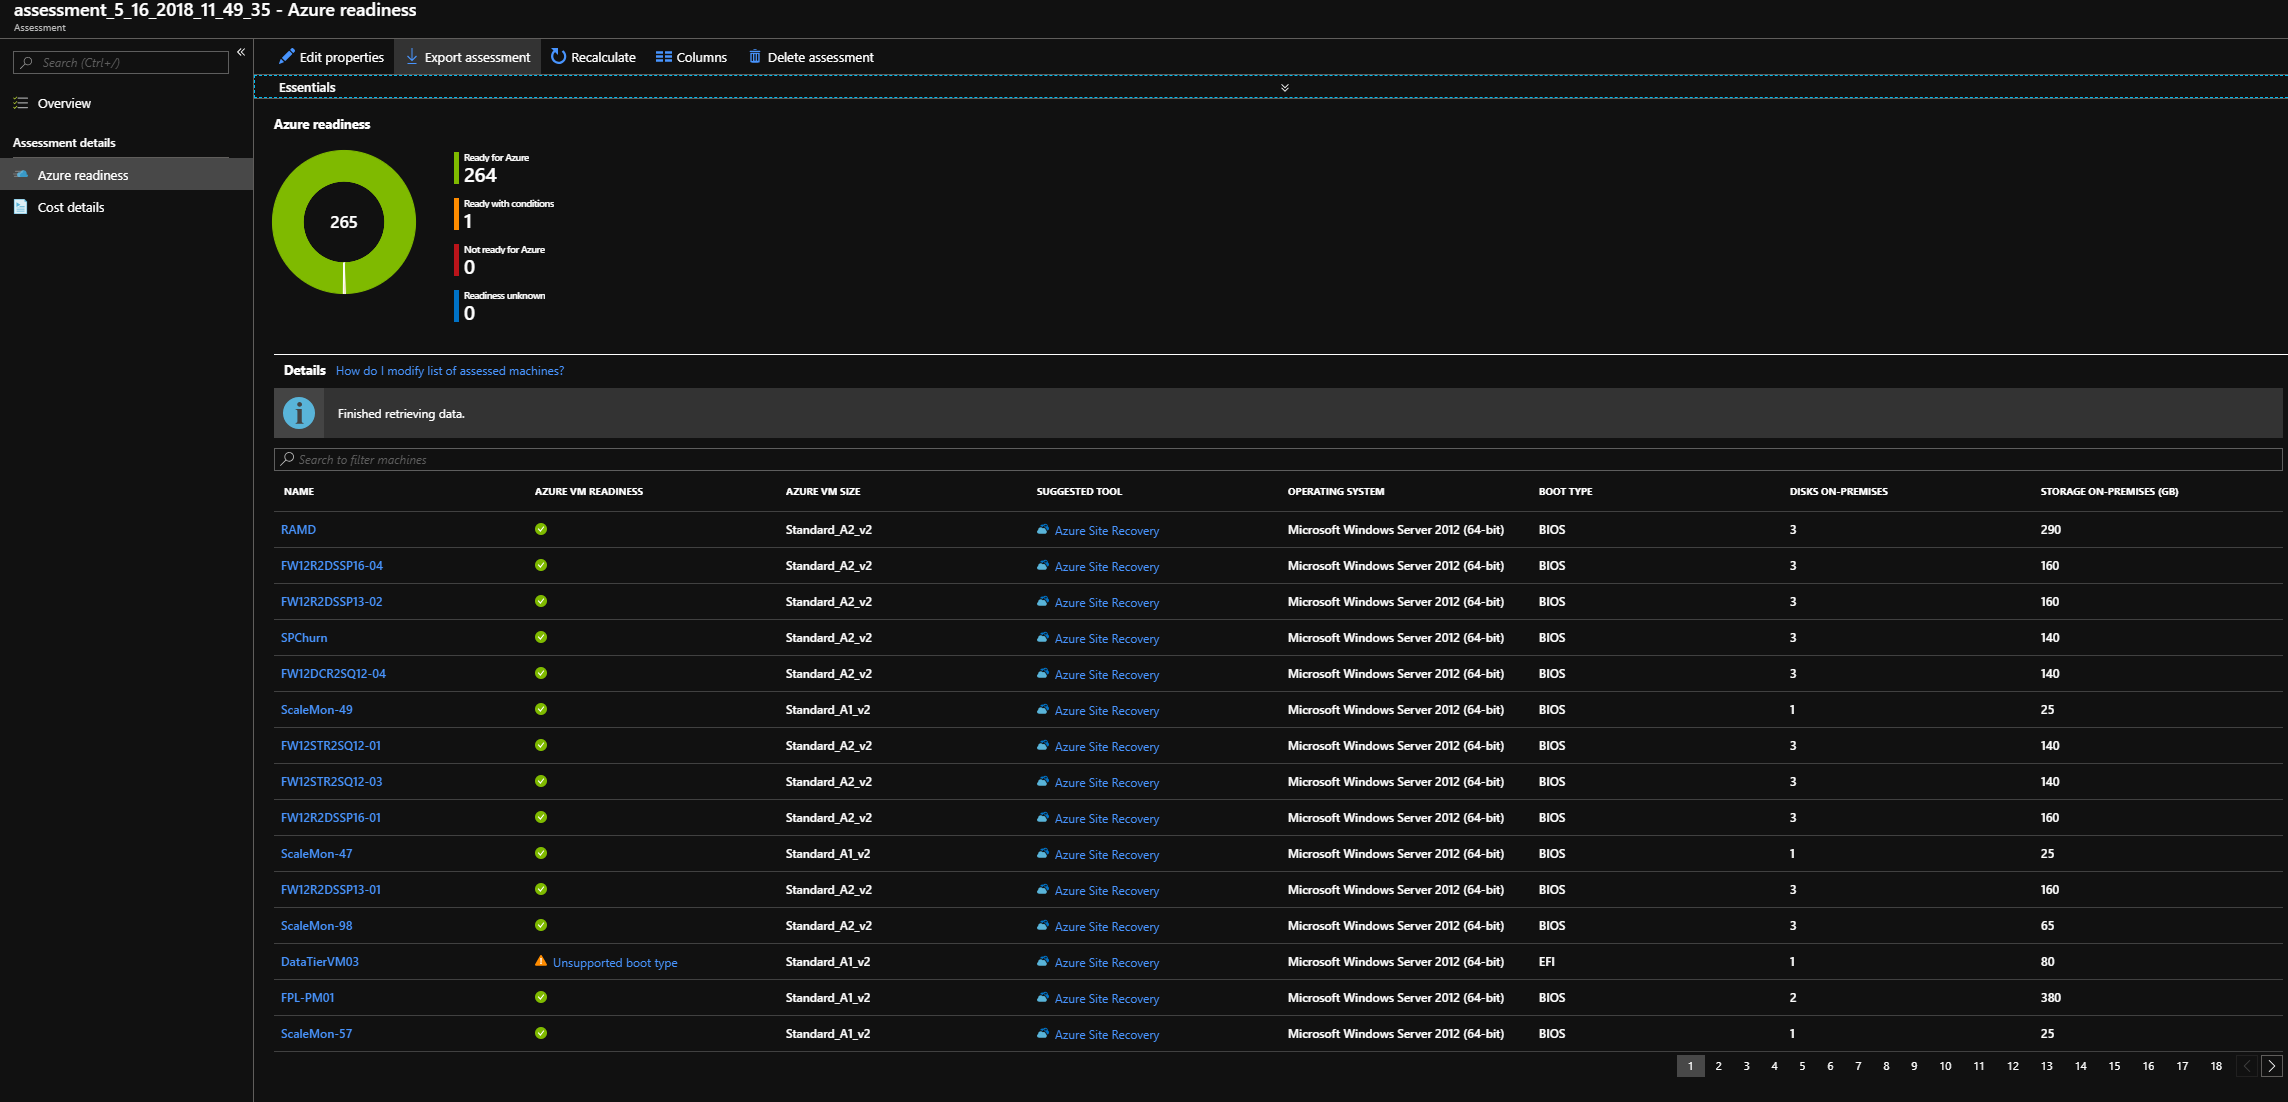 assessment_5_16_2018_11_49_35 - Azure readiness
Assessment
Search (Ctrl+/)
Overview
Assessment details
Azure readiness
Cost details
Edit properties Export assessment Recalculate Columns Delete assessment
Essentials
Azure readiness
265
Ready for Azure
264
Ready with conditions
1
Not ready for Azure
0
Readiness unknown
0
Details How do I modify list of assessed machines?
Finished retrieving data.
Search to filter machines
NAME AZURE VM READINESS AZURE VM SIZE SUGGESTED TOOL OPERATING SYSTEM BOOT TYPE DISKS ON-PREMISES STORAGE ON-PREMISES (GB)
RAMD Standard_A2_v2 Azure Site Recovery Microsoft Windows Server 2012 (64-bit) BIOS 3 290
FW12R2DSSP16-04 Standard_A2_v2 Azure Site Recovery Microsoft Windows Server 2012 (64-bit) BIOS 3 160
FW12R2DSSP13-02 Standard_A2_v2 Azure Site Recovery Microsoft Windows Server 2012 (64-bit) BIOS 3 160
SPChurn Standard_A2_v2 Azure Site Recovery Microsoft Windows Server 2012 (64-bit) BIOS 3 140
FW12DCR2SQ12-04 Standard_A2_v2 Azure Site Recovery Microsoft Windows Server 2012 (64-bit) BIOS 3 140
ScaleMon-49 Standard_A1_v2 Azure Site Recovery Microsoft Windows Server 2012 (64-bit) BIOS 1 25
FW12STR2SQ12-01 Standard_A2_v2 Azure Site Recovery Microsoft Windows Server 2012 (64-bit) BIOS 3 140
FW12STR2SQ12-03 Standard_A2_v2 Azure Site Recovery Microsoft Windows Server 2012 (64-bit) BIOS 3 140
FW12R2DSSP16-01 Standard_A2_v2 Azure Site Recovery Microsoft Windows Server 2012 (64-bit) BIOS 3 160
ScaleMon-47 Standard_A1_v2 Azure Site Recovery Microsoft Windows Server 2012 (64-bit) BIOS 1 25
FW12R2DSSP13-01 Standard_A2_v2 Azure Site Recovery Microsoft Windows Server 2012 (64-bit) BIOS 3 160
ScaleMon-98 Standard_A2_v2 Azure Site Recovery Microsoft Windows Server 2012 (64-bit) BIOS 3 65
DataTierVM03 Unsupported boot type Standard_A1_v2 Azure Site Recovery Microsoft Windows Server 2012 (64-bit) EFI 1 80
FPL-PM01 Standard_A1_v2 Azure Site Recovery Microsoft Windows Server 2012 (64-bit) BIOS 2 380
ScaleMon-57 Standard_A1_v2 Azure Site Recovery Microsoft Windows Server 2012 (64-bit) BIOS 1 25
1 2 3 4 5 6 7 8 9 10 11 12 13 14 15 16 17 18